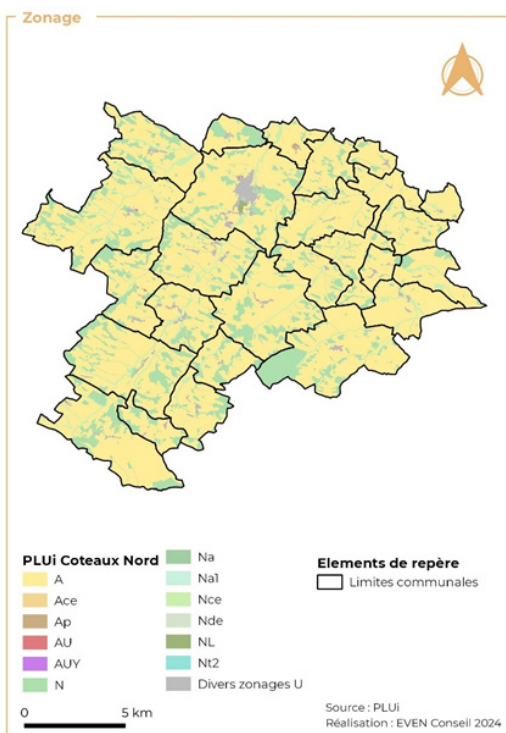 Zonage
PLUi Coteaux Nord
A
Ace
Ap
AU
AUY
N
Na
Na1
Nce
Nde
NL
Nt2
Divers zonages U
Elements de repère
Limites communales
0 5 km
Source : PLUi
Réalisation : EVEN Conseil 2024